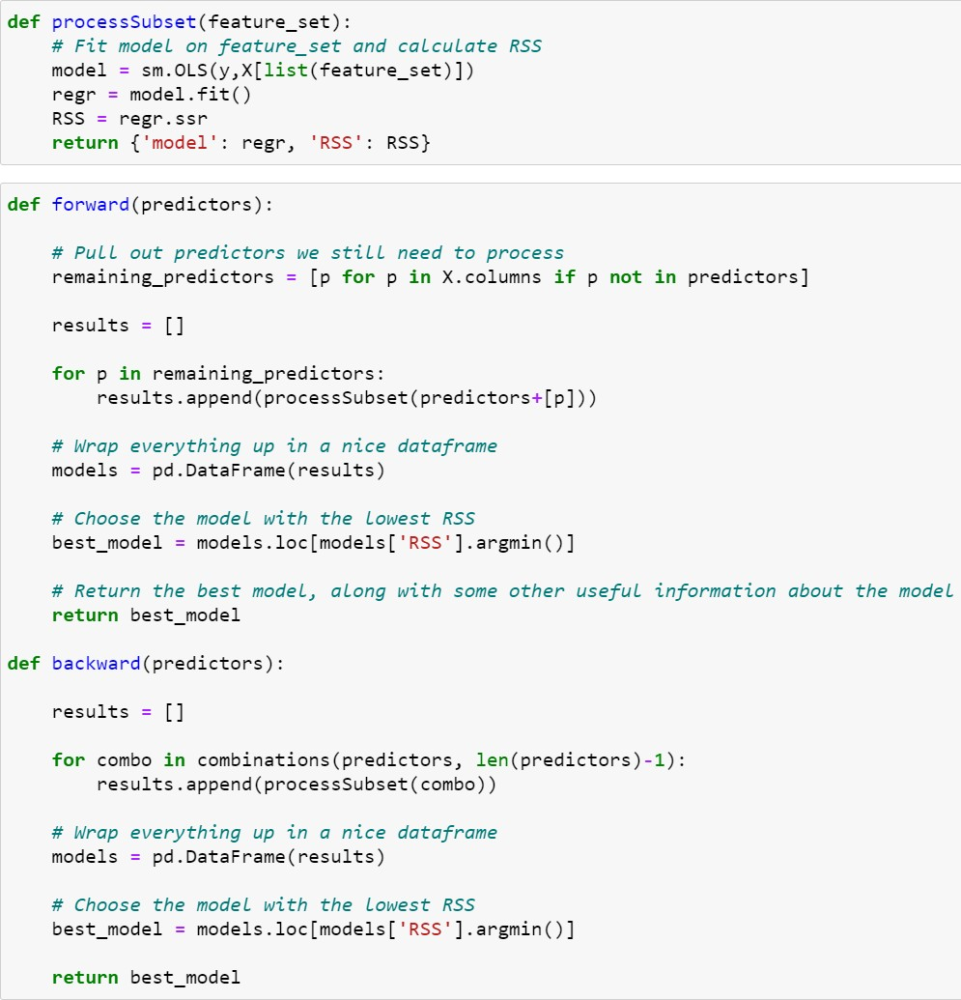 def processSubset(feature_set):
    # Fit model on feature_set and calculate RSS
    model = sm.OLS(y,X[list(feature_set)])
    regr = model.fit()
    RSS = regr.ssr
    return {'model': regr, 'RSS': RSS}
def forward(predictors):
    # Pull out predictors we still need to process
    remaining_predictors = [p for p in X.columns if p not in predictors]
    results = []
    for p in remaining_predictors:
        results.append(processSubset(predictors+[p]))
    # Wrap everything up in a nice dataframe
    models = pd.DataFrame(results)
    # Choose the model with the lowest RSS
    best_model = models.loc[models['RSS'].argmin()]
    # Return the best model, along with some other useful information about the model
    return best_model
def backward(predictors):
    results = []
    for combo in combinations(predictors, len(predictors)-1):
        results.append(processSubset(combo))
    # Wrap everything up in a nice dataframe
    models = pd.DataFrame(results)
    # Choose the model with the lowest RSS
    best_model = models.loc[models['RSS'].argmin()]
    return best_model